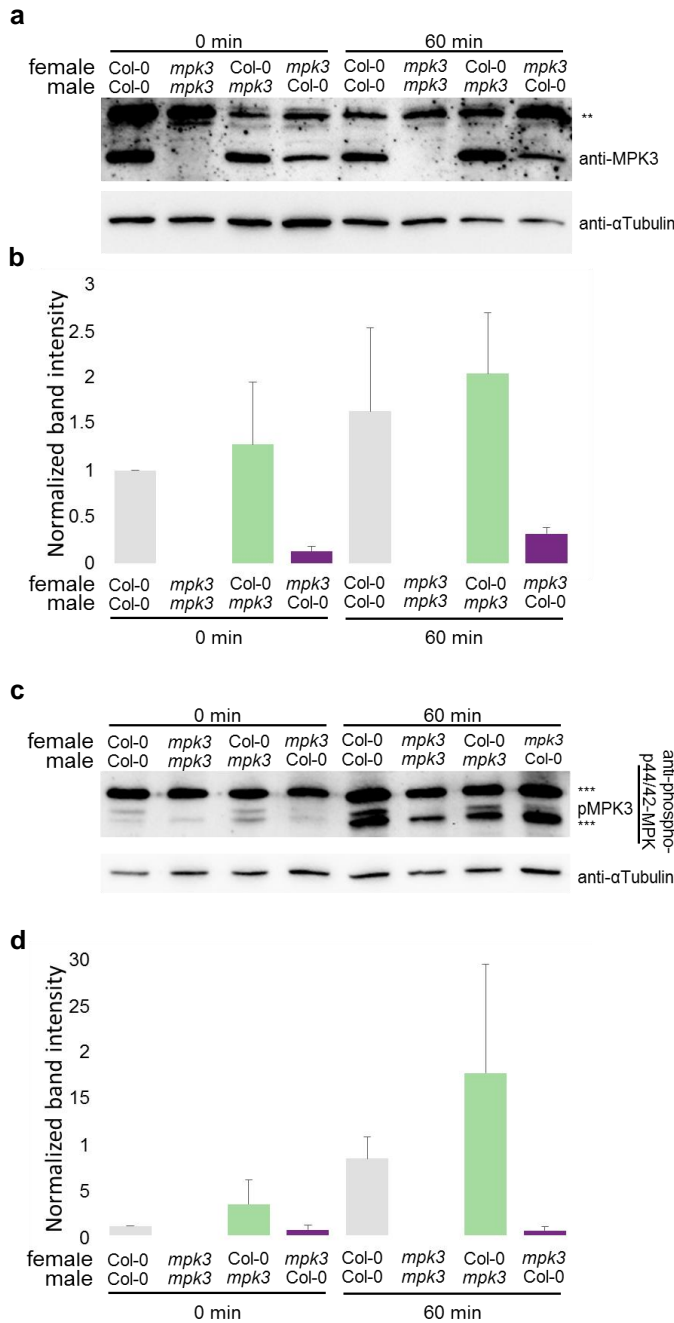 a
0 min 60 min
female Col-0 mpk3 Col-0 mpk3 Col-0 mpk3 Col-0 mpk3
male Col-0 mpk3 mpk3 Col-0 Col-0 mpk3 mpk3 Col-0
**
anti-MPK3
anti-αTubulin
b
Normalized band intensity
3
2.5
2
1.5
1
0.5
0
female Col-0 mpk3 Col-0 mpk3 Col-0 mpk3 Col-0 mpk3
male Col-0 mpk3 mpk3 Col-0 Col-0 mpk3 mpk3 Col-0
0 min 60 min
c
0 min 60 min
female Col-0 mpk3 Col-0 mpk3 Col-0 mpk3 Col-0 mpk3
male Col-0 mpk3 mpk3 Col-0 Col-0 mpk3 mpk3 Col-0
***
pMPK3
***
anti-phospho-
p44/42-MPK
anti-αTubulin
d
Normalized band intensity
30
25
2
15
1
5
0
female Col-0 mpk3 Col-0 mpk3 Col-0 mpk3 Col-0 mpk3
male Col-0 mpk3 mpk3 Col-0 Col-0 mpk3 mpk3 Col-0
0 min 60 min